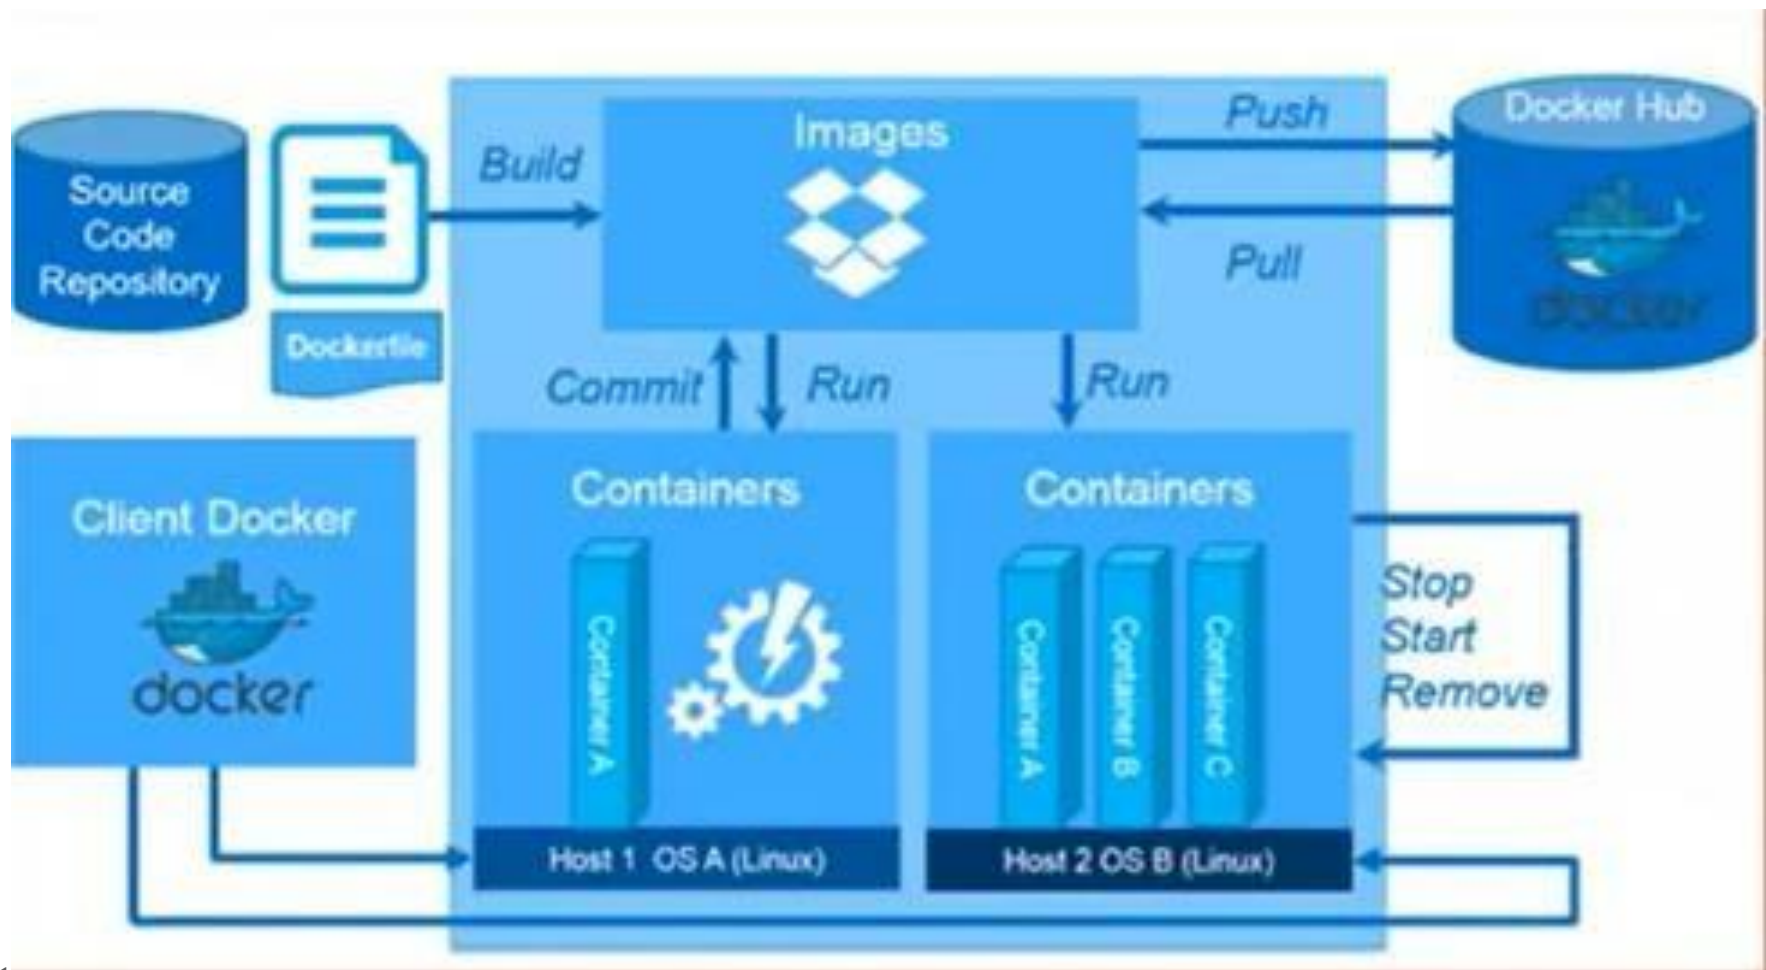 Source
Code
Repository
Dockerfile
Build
Images
Push
Pull
Docker Hub
docker
Commit
Run
Run
Client Docker
docker
Containers
Container A
Host 1 OS A (Linux)
Containers
Container A
Container B
Container C
Host 2 OS B (Linux)
Stop
Start
Remove